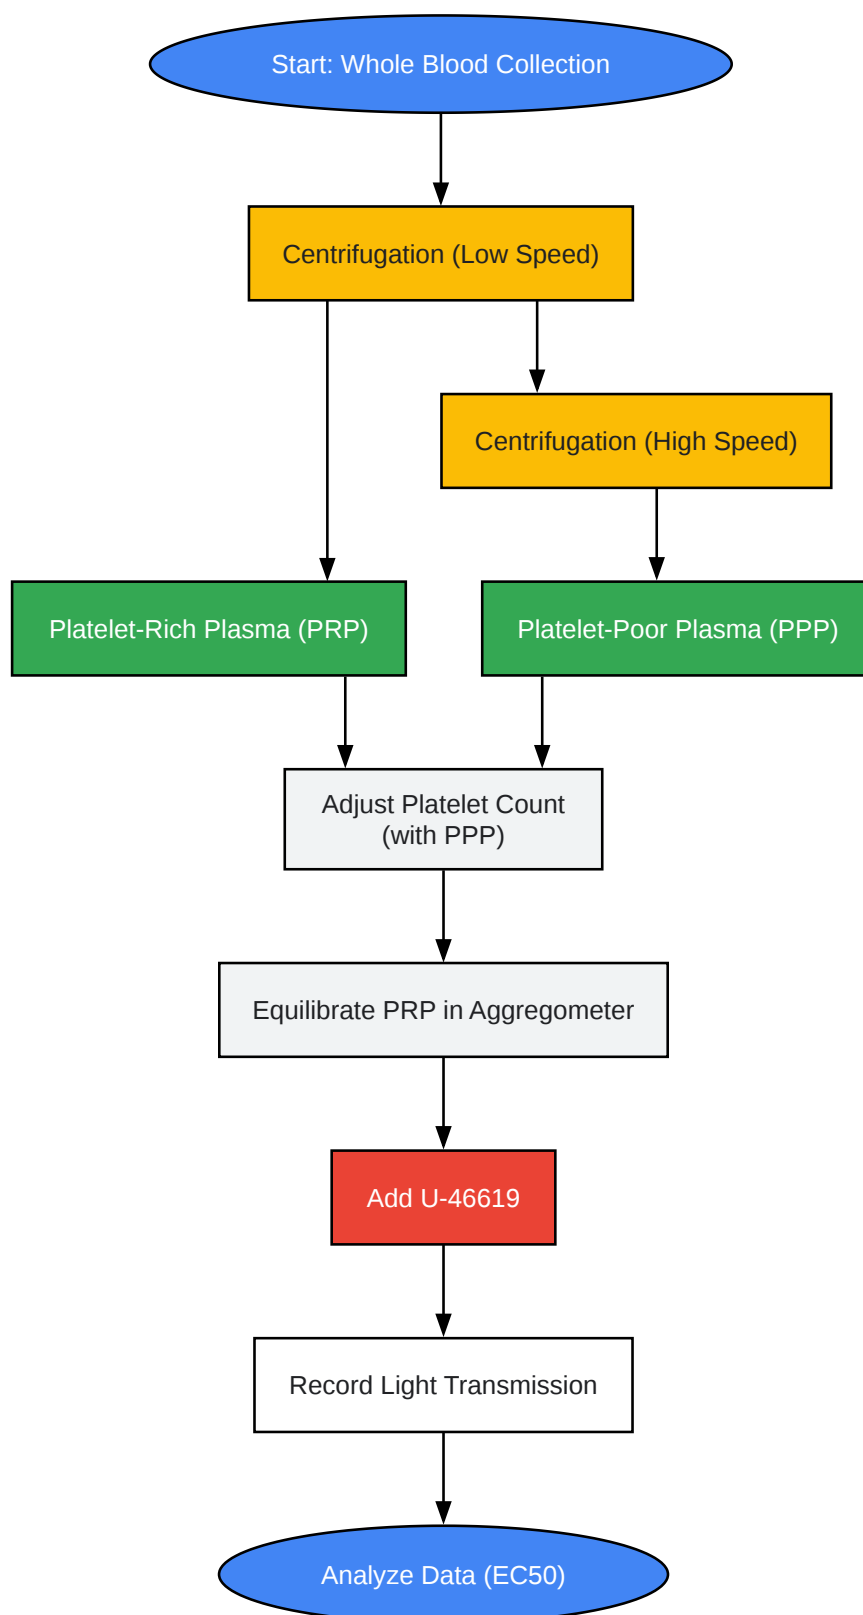 Start: Whole Blood Collection
Centrifugation (Low Speed)
Centrifugation (High Speed)
Platelet-Rich Plasma (PRP)
Platelet-Poor Plasma (PPP)
Adjust Platelet Count
(with PPP)
Equilibrate PRP in Aggregometer
Add U-46619
Record Light Transmission
Analyze Data (EC50)